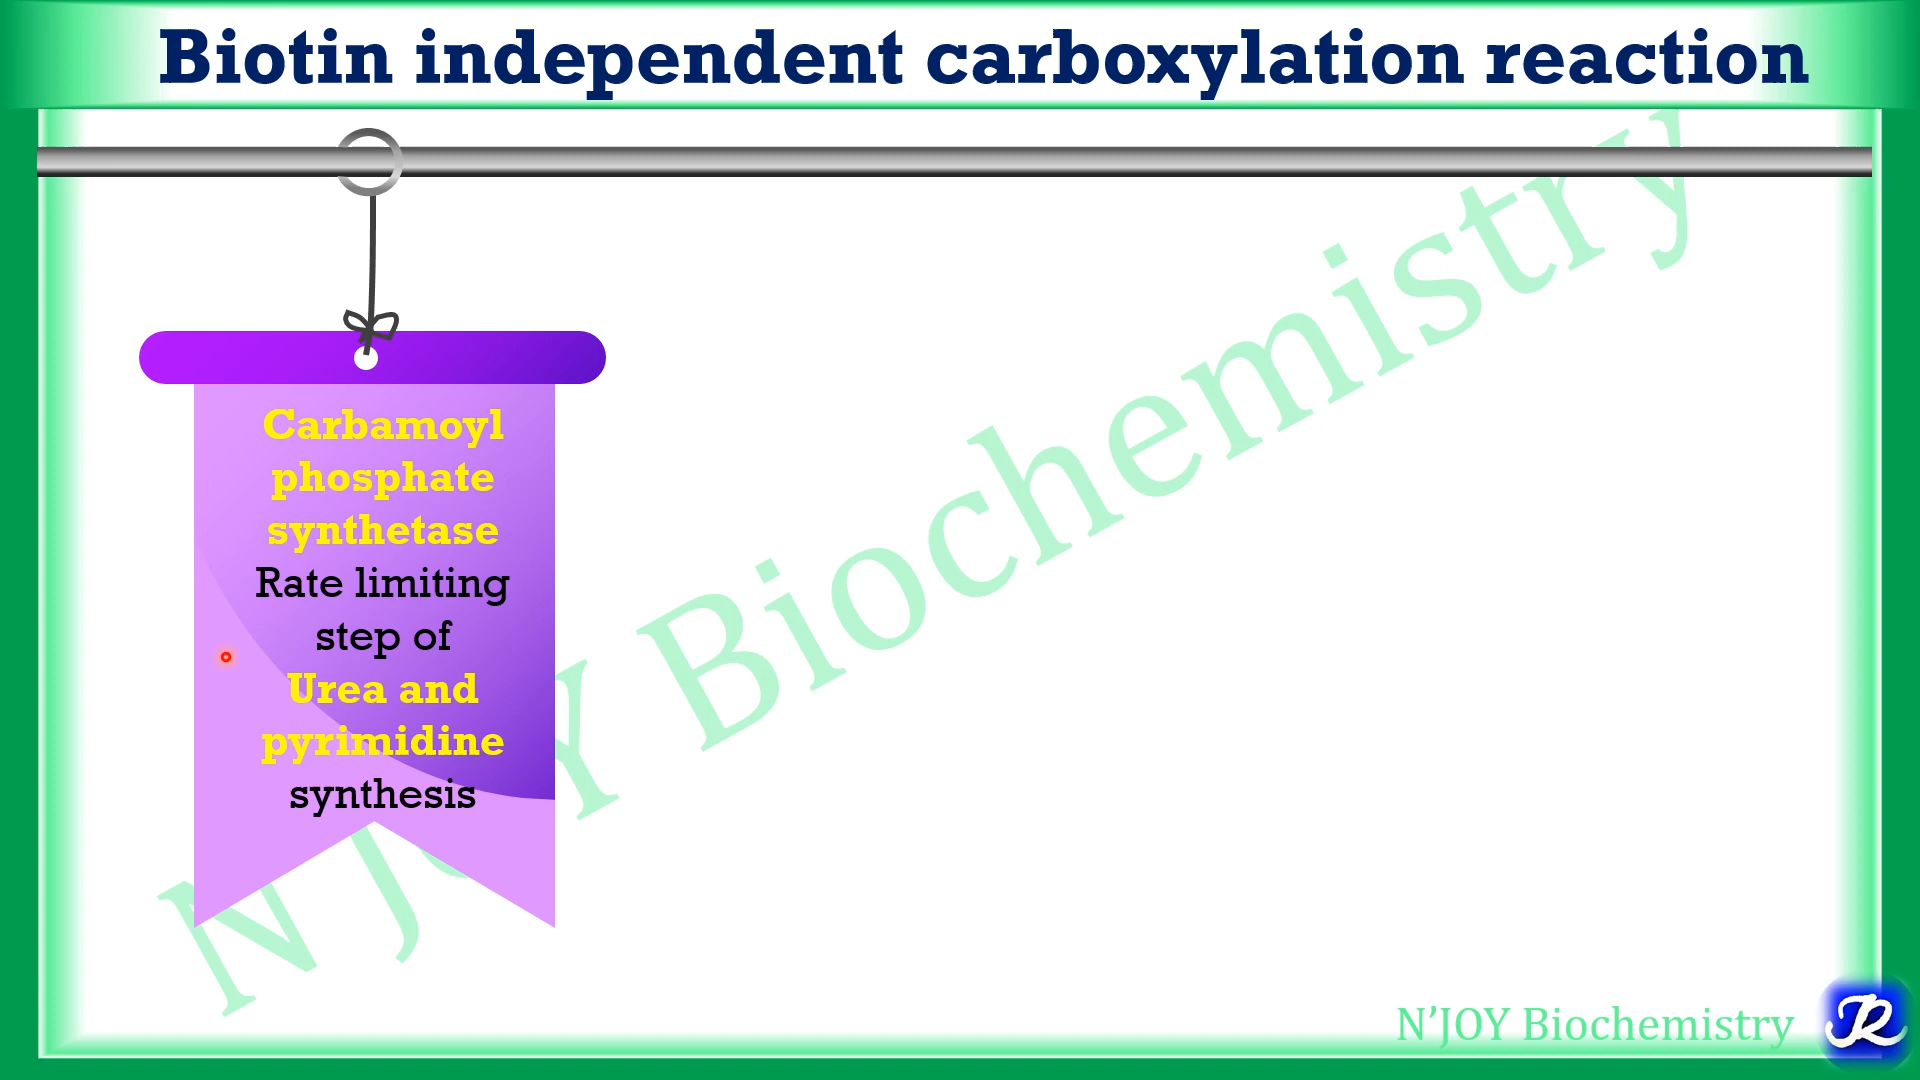 Biotin independent carboxylation reaction
Carbamoyl
phosphate
synthetase
Rate limiting
step of
Urea and
pyrimidine
synthesis
N'JOY Biochemistry
N’JOY Biochemistry
JR